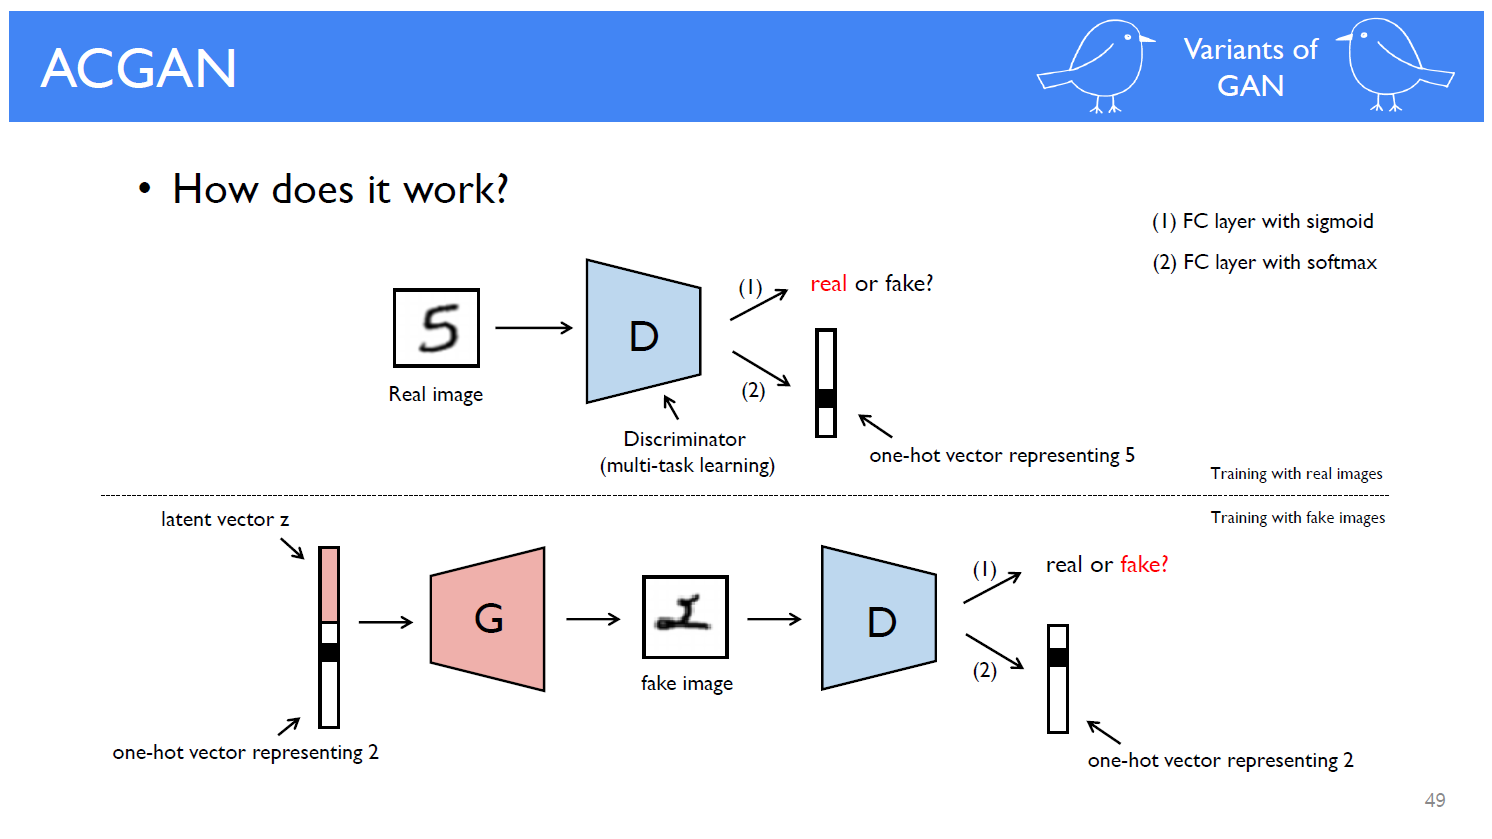 ACGAN
Variants of
GAN
• How does it work?
(1) FC layer with sigmoid
(2) FC layer with softmax
5
Real image
D
(1)
real or fake?
(2)
Discriminator
(multi-task learning)
one-hot vector representing 5
Training with real images
Training with fake images
latent vector z
G
2
fake image
D
(1)
real or fake?
(2)
one-hot vector representing 2
one-hot vector representing 2
49